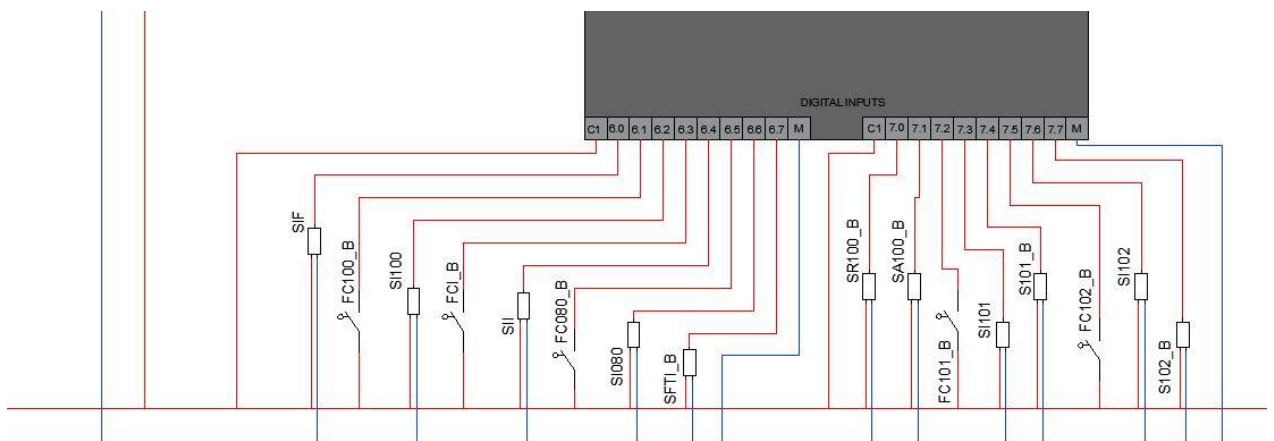 DIGITAL INPUTS
C1 6.0 6.1 6.2 6.3 6.4 6.5 6.6 6.7 M
C1 7.0 7.1 7.2 7.3 7.4 7.5 7.6 7.7 M
SIF
FC100_B
SI100
FCI_B
SII
FC080_B
SI080
SFTI_B
SR100_B
SA100_B
FC101_B
SI101
S101_B
FC102_B
SI102
S102_B